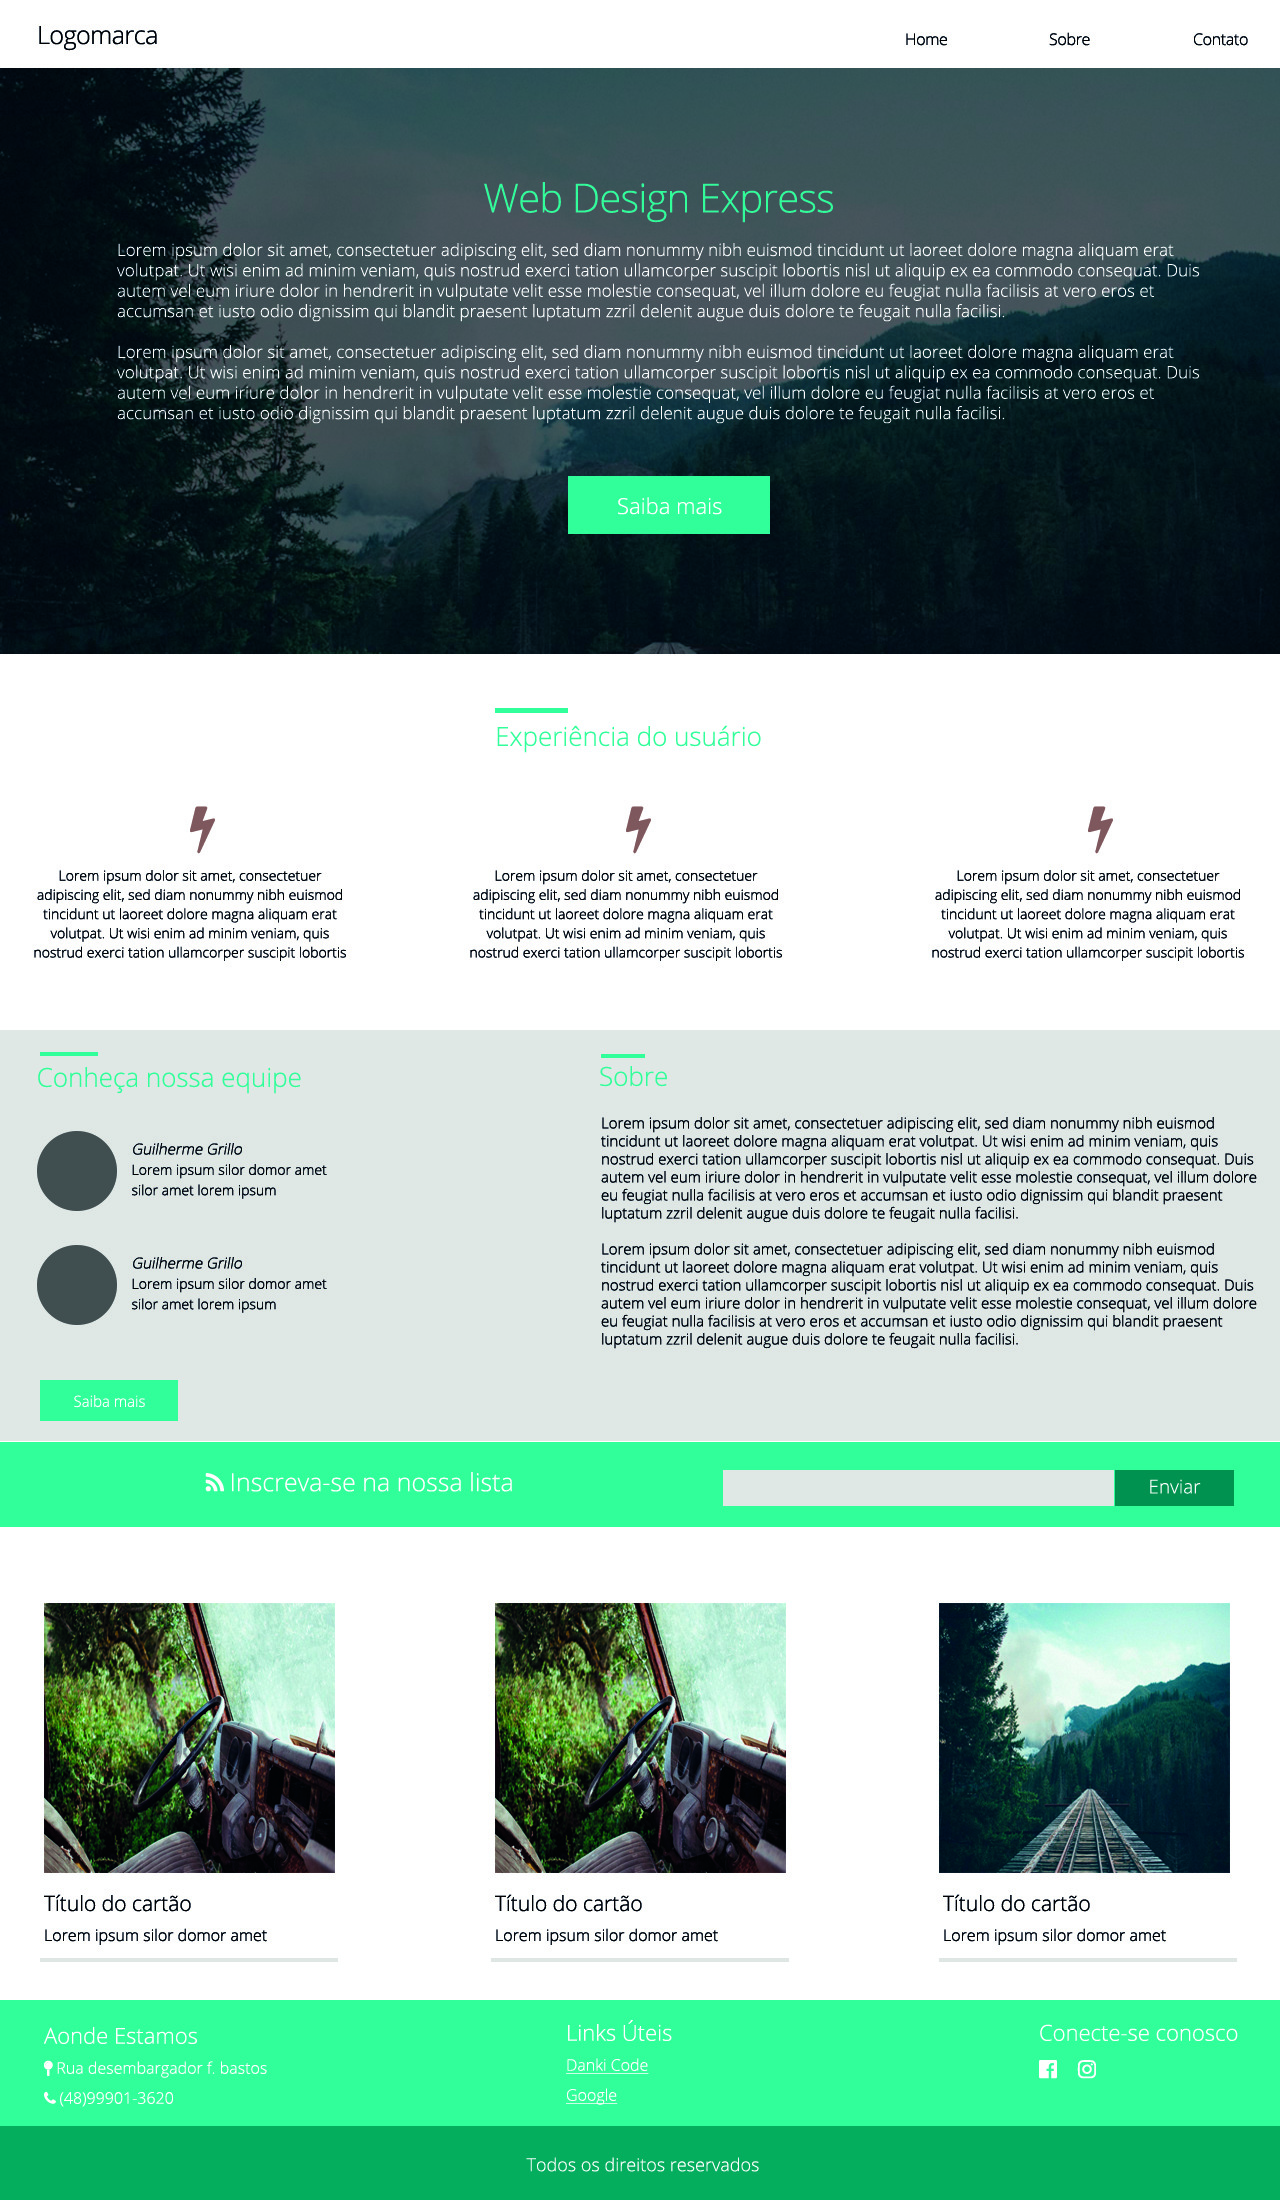 Logomarca
Home
Sobre
Contato
Web Design Express
Lorem ipsum dolor sit amet, consectetuer adipiscing elit, sed diam nonummy nibh euismod tincidunt ut laoreet dolore magna aliquam erat
volutpat. Ut wisi enim ad minim veniam, quis nostrud exerci tation ullamcorper suscipit lobortis nisl ut aliquip ex ea commodo consequat. Duis
autem vel eum iriure dolor in hendrerit in vulputate velit esse molestie consequat, vel illum dolore eu feugiat nulla facilisis at vero eros et
accumsan et iusto odio dignissim qui blandit praesent luptatum zzril delenit augue duis dolore te feugait nulla facilisi.
Lorem ipsum dolor sit amet, consectetuer adipiscing elit, sed diam nonummy nibh euismod tincidunt ut laoreet dolore magna aliquam erat
volutpat. Ut wisi enim ad minim veniam, quis nostrud exerci tation ullamcorper suscipit lobortis nisl ut aliquip ex ea commodo consequat. Duis
autem vel eum iriure dolor in hendrerit in vulputate velit esse molestie consequat, vel illum dolore eu feugiat nulla facilisis at vero eros et
accumsan et iusto odio dignissim qui blandit praesent luptatum zzril delenit augue duis dolore te feugait nulla facilisi.
Saiba mais
Experiência do usuário
Lorem ipsum dolor sit amet, consectetuer
adipiscing elit, sed diam nonummy nibh euismod
tincidunt ut laoreet dolore magna aliquam erat
volutpat. Ut wisi enim ad minim veniam, quis
nostrud exerci tation ullamcorper suscipit lobortis
Lorem ipsum dolor sit amet, consectetuer
adipiscing elit, sed diam nonummy nibh euismod
tincidunt ut laoreet dolore magna aliquam erat
volutpat. Ut wisi enim ad minim veniam, quis
nostrud exerci tation ullamcorper suscipit lobortis
Lorem ipsum dolor sit amet, consectetuer
adipiscing elit, sed diam nonummy nibh euismod
tincidunt ut laoreet dolore magna aliquam erat
volutpat. Ut wisi enim ad minim veniam, quis
nostrud exerci tation ullamcorper suscipit lobortis
Conheça nossa equipe
Guilherme Grillo
Lorem ipsum silor domor amet
silor amet lorem ipsum
Guilherme Grillo
Lorem ipsum silor domor amet
silor amet lorem ipsum
Saiba mais
Sobre
Lorem ipsum dolor sit amet, consectetuer adipiscing elit, sed diam nonummy nibh euismod
tincidunt ut laoreet dolore magna aliquam erat volutpat. Ut wisi enim ad minim veniam, quis
nostrud exerci tation ullamcorper suscipit lobortis nisl ut aliquip ex ea commodo consequat. Duis
autem vel eum iriure dolor in hendrerit in vulputate velit esse molestie consequat, vel illum dolore
eu feugiat nulla facilisis at vero eros et accumsan et iusto odio dignissim qui blandit praesent
luptatum zzril delenit augue duis dolore te feugait nulla facilisi.
Lorem ipsum dolor sit amet, consectetuer adipiscing elit, sed diam nonummy nibh euismod
tincidunt ut laoreet dolore magna aliquam erat volutpat. Ut wisi enim ad minim veniam, quis
nostrud exerci tation ullamcorper suscipit lobortis nisl ut aliquip ex ea commodo consequat. Duis
autem vel eum iriure dolor in hendrerit in vulputate velit esse molestie consequat, vel illum dolore
eu feugiat nulla facilisis at vero eros et accumsan et iusto odio dignissim qui blandit praesent
luptatum zzril delenit augue duis dolore te feugait nulla facilisi.
Inscreva-se na nossa lista
Enviar
Título do cartão
Lorem ipsum silor domor amet
Título do cartão
Lorem ipsum silor domor amet
Título do cartão
Lorem ipsum silor domor amet
Aonde Estamos
Rua desembargador f. bastos
(48)99901-3620
Links Úteis
Danki Code
Google
Conecte-se conosco
Todos os direitos reservados